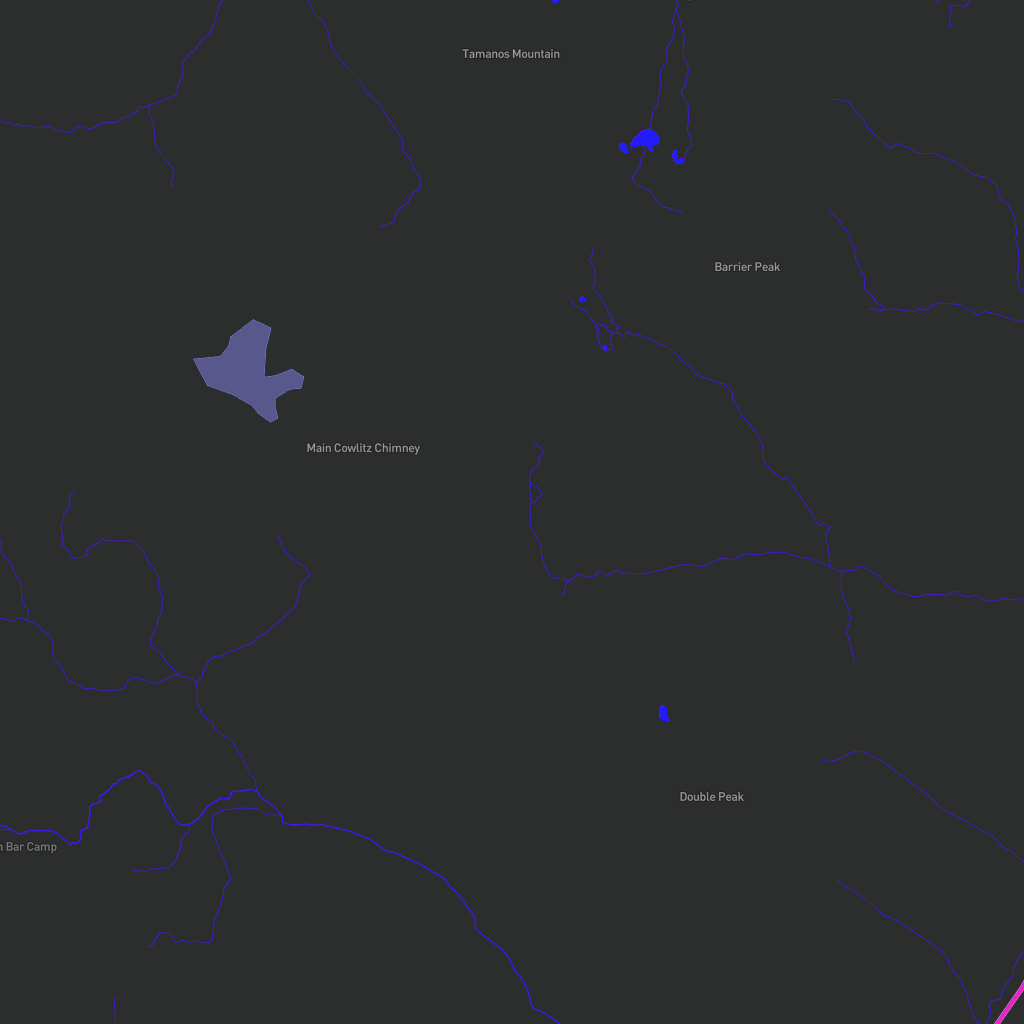 Tamanos Mountain
Barrier Peak
Main Cowlitz Chimney
Double Peak
Bar Camp